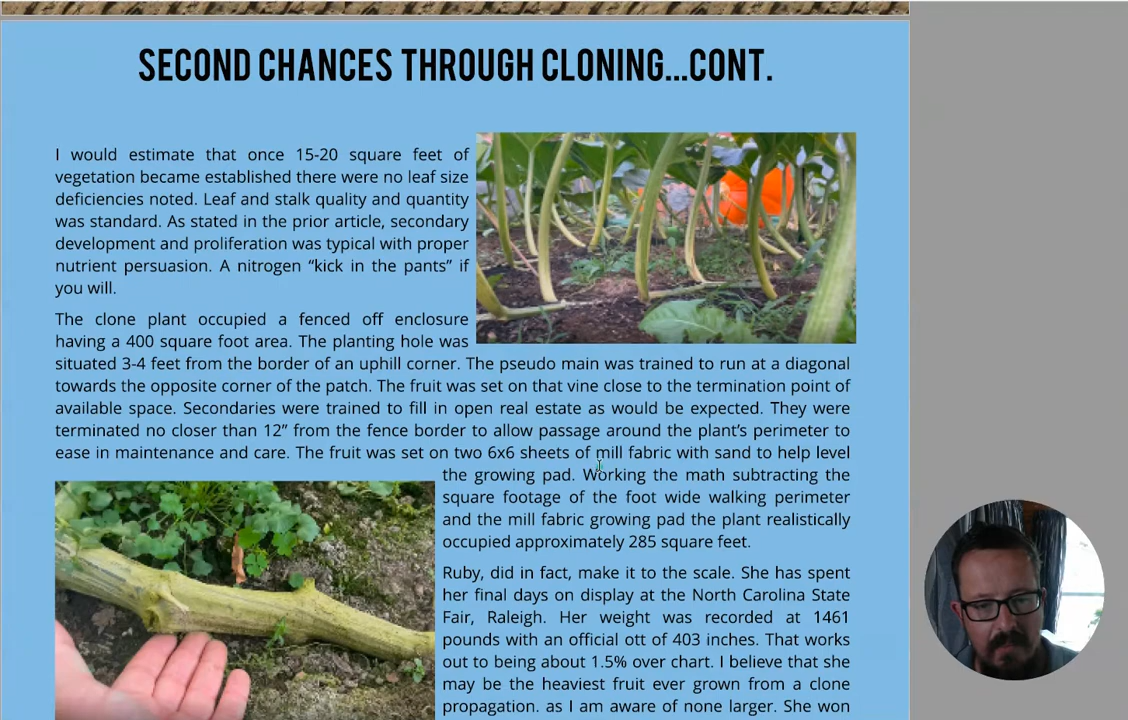 SECOND CHANCES THROUGH CLONING...CONT.
I would estimate that once 15-20 square feet of
vegetation became established there were no leaf size
deficiencies noted. Leaf and stalk quality and quantity
was standard. As stated in the prior article, secondary
development and proliferation was typical with proper
nutrient persuasion. A nitrogen “kick in the pants” if
you will.
The clone plant occupied a fenced off enclosure
having a 400 square foot area. The planting hole was
situated 3-4 feet from the border of an uphill corner. The pseudo main was trained to run at a diagonal
towards the opposite corner of the patch. The fruit was set on that vine close to the termination point of
available space. Secondaries were trained to fill in open real estate as would be expected. They were
terminated no closer than 12” from the fence border to allow passage around the plant’s perimeter to
ease in maintenance and care. The fruit was set on two 6x6 sheets of mill fabric with sand to help level
the growing pad. Working the math subtracting the
square footage of the foot wide walking perimeter
and the mill fabric growing pad the plant realistically
occupied approximately 285 square feet.
Ruby, did in fact, make it to the scale. She has spent
her final days on display at the North Carolina State
Fair, Raleigh. Her weight was recorded at 1461
pounds with an official ott of 403 inches. That works
out to being about 1.5% over chart. I believe that she
may be the heaviest fruit ever grown from a clone
propagation. as I am aware of none larger. She won